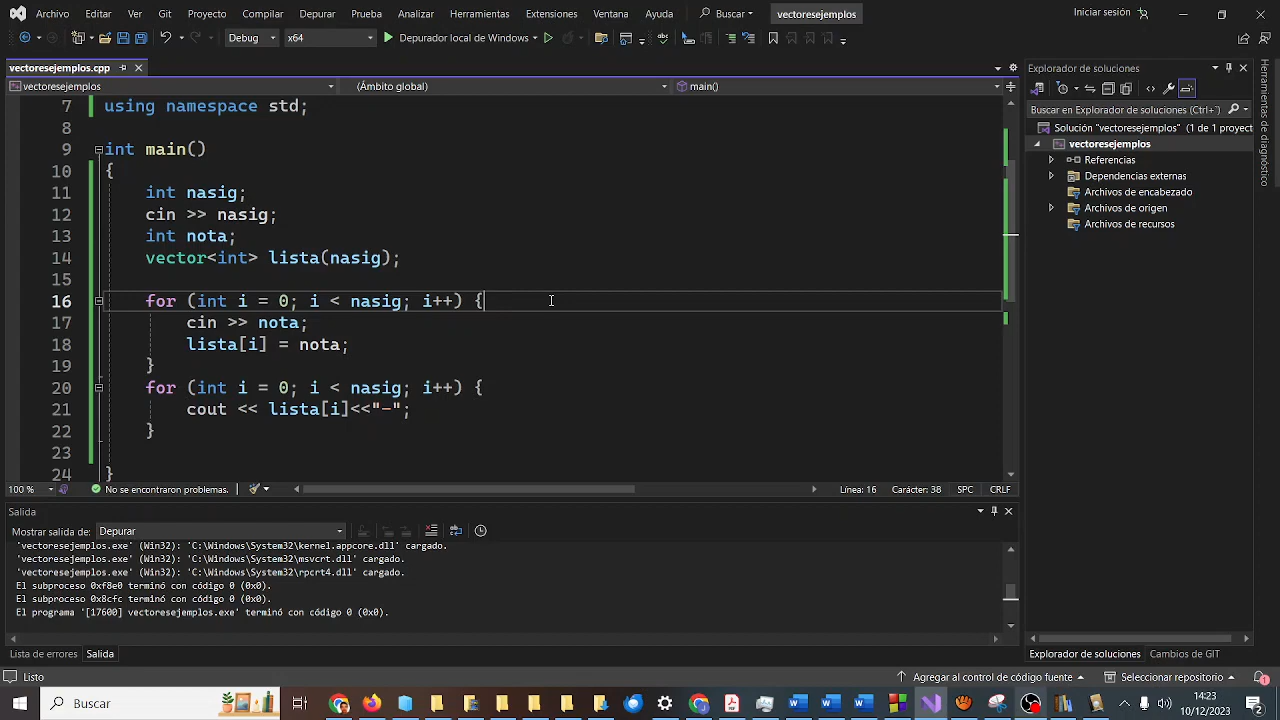 Archivo Editar Ver Git Proyecto Compilar Depurar Prueba Analizar Herramientas Extensiones Ventana Ayuda Buscar vectoresejemplos Iniciar sesión
Debug x64 Depurador local de Windows
vectoresejemplos.cpp
vectoresejemplos (Ámbito global) main()
7 using namespace std;
8
9 int main()
10 {
11 int nasig;
12 cin >> nasig;
13 int nota;
14 vector<int> lista(nasig);
15
16 for (int i = 0; i < nasig; i++) {
17 cin >> nota;
18 lista[i] = nota;
19 }
20 for (int i = 0; i < nasig; i++) {
21 cout << lista[i]<<"-";
22 }
23
24 }
100 % No se encontraron problemas. Línea: 16 Carácter: 38 SPC CRLF
Salida
Mostrar salida de: Depurar
'vectoresejemplos.exe' (Win32): 'C:\Windows\System32\kernel.appcore.dll' cargado.
'vectoresejemplos.exe' (Win32): 'C:\Windows\System32\msvcrt.dll' cargado.
'vectoresejemplos.exe' (Win32): 'C:\Windows\System32\rpcrt4.dll' cargado.
El subproceso 0xf8e0 terminó con código 0 (0x0).
El subproceso 0x8cfc terminó con código 0 (0x0).
El programa '[17600] vectoresejemplos.exe' terminó con código 0 (0x0).
Lista de errores Salida
Explorador de soluciones
Buscar en Explorador de soluciones (Ctrl+
Solución "vectoresejemplos" (1 de 1 proyect
vectoresejemplos
Referencias
Dependencias externas
Archivos de encabezado
Archivos de origen
Archivos de recursos
Explorador de soluciones Cambios de GIT
Herramientas de diagnóstico
Listo Agregar al control de código fuente Seleccionar repositorio 1
Buscar
14:23
10/12/2023